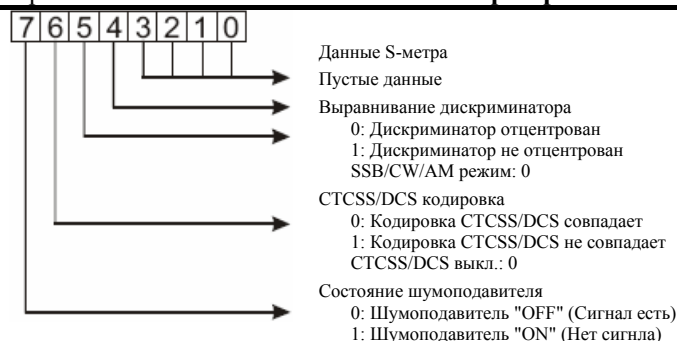 7 6 5 4 3 2 1 0
Данные S-метра
Пустые данные
Выравнивание дискриминатора
0: Дискриминатор отцентрован
1: Дискриминатор не отцентрован
SSB/CW/AM режим: 0
CTCSS/DCS кодировка
0: Кодировка CTCSS/DCS совпадает
1: Кодировка CTCSS/DCS не совпадает
CTCSS/DCS выкл.: 0
Состояние шумоподавителя
0: Шумоподавитель "OFF" (Сигнал есть)
1: Шумоподавитель "ON" (Нет сигнла)